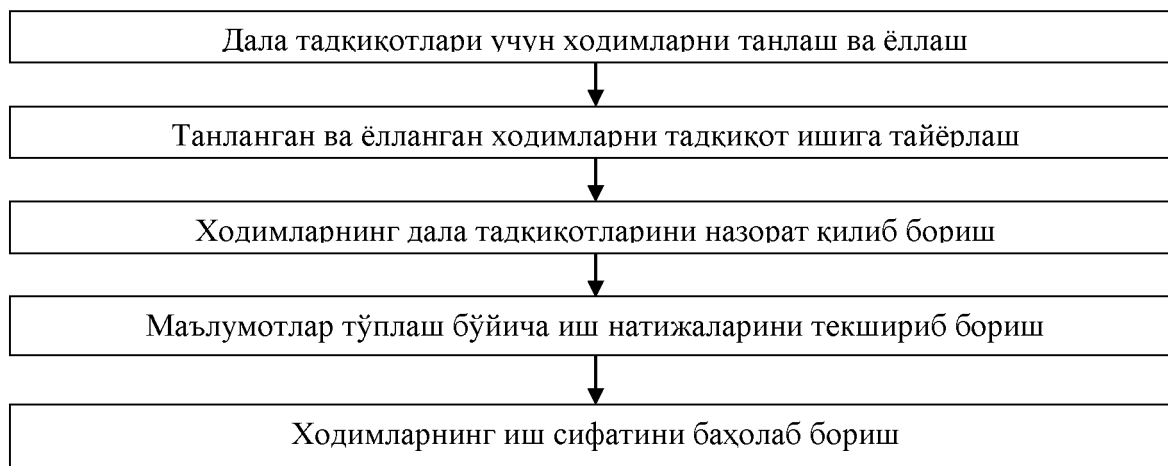 Дала тадқиқотлари учун ходимларни танлаш ва ёллаш
Танланган ва ёлланган ходимларни тадқиқот ишига тайёрлаш
Ходимларнинг дала тадқиқотларини назорат қилиб бориш
Маълумотлар тўплаш бўйича иш натижаларини текшириб бориш
Ходимларнинг иш сифатини баҳолаб бориш